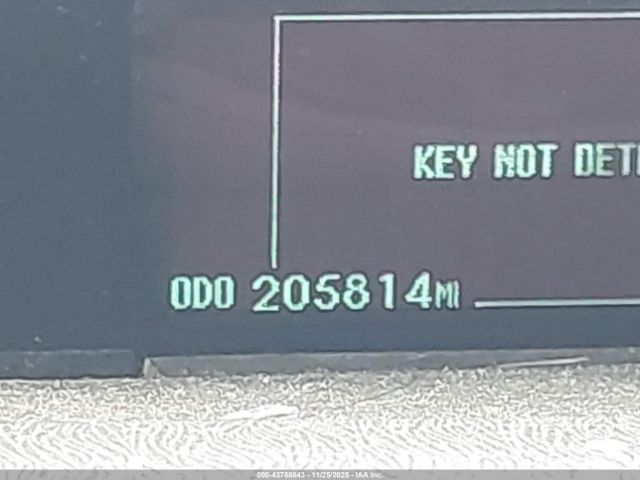 KEY NOT DET
ODO 205814MI
000-43788843 - 11/25/2025 - IAA Inc.